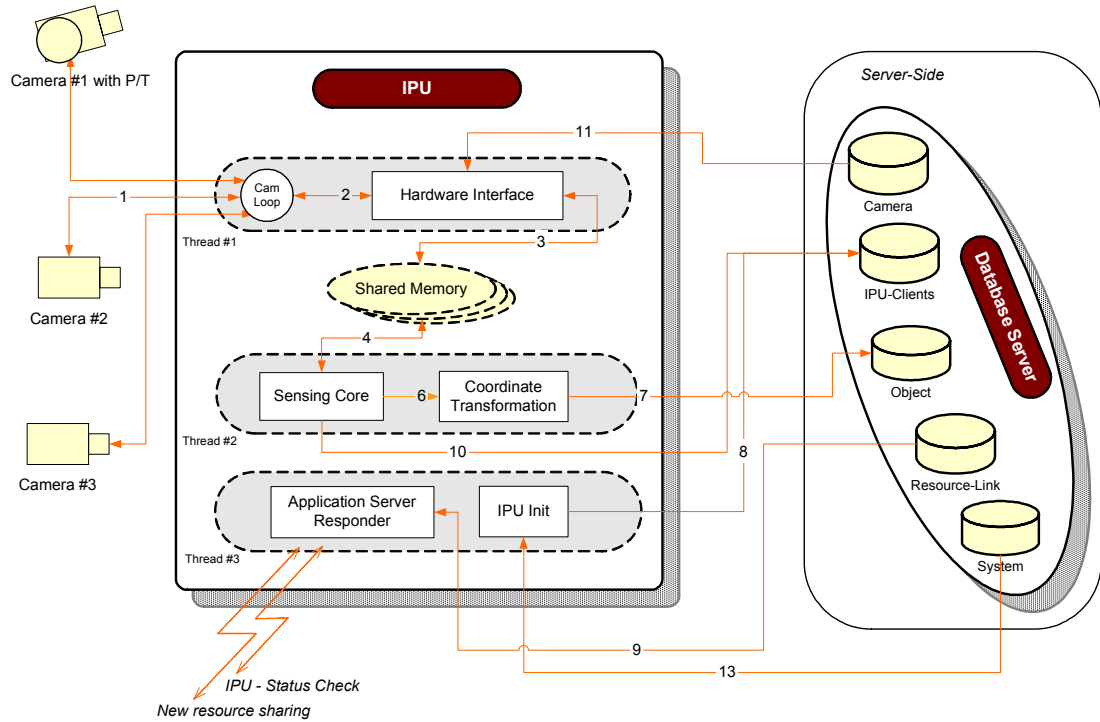 Camera #1 with P/T
IPU
Server-Side
11
Camera
Cam
Loop
2
Hardware Interface
1
Thread #1
3
IPU-Clients
Shared Memory
Camera #2
4
Database Server
Sensing Core
6
Coordinate
Transformation
7
Object
Thread #2
10
8
Camera #3
Resource-Link
Application Server
Responder
IPU Init
Thread #3
System
9
13
IPU - Status Check
New resource sharing